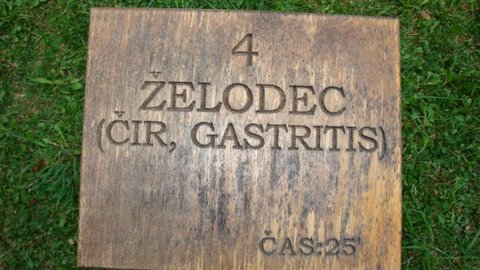 4
ŽELODEC
(ČIR, GASTRITIS)
ČAS:25'